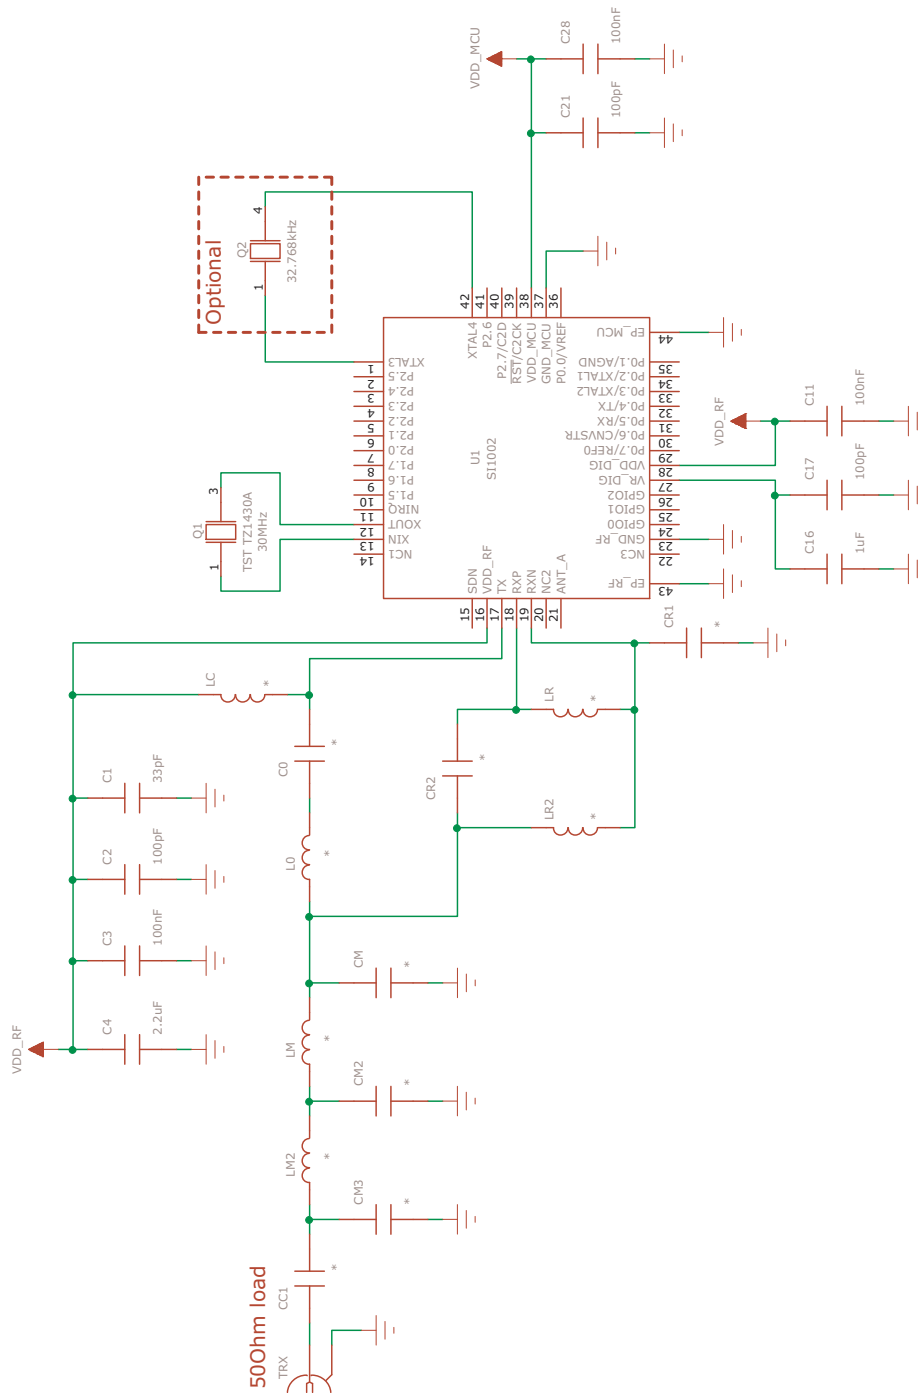 VDD_MCU
C28
100nF
C21
100pF
Optional
Q2
32.768kHz
1
4
Q1
TST TZ1430A
30MHz
1
3
U1
SI1002
XTAL3
1
P2.5
2
P2.4
3
P2.3
4
P2.2
5
P2.1
6
P2.0
7
P1.7
8
P1.6
9
P1.5
10
NIRQ
11
XOUT
12
XIN
13
NC1
14
SDN
15
VDD_RF
16
TX
17
RXP
18
RXN
19
NC2
20
ANT_A
21
NC3
22
GND_RF
23
GPIO0
24
GPIO1
25
GPIO2
26
VR_DIG
27
VDD_DIG
28
P0.7/REF0
29
P0.6/CNVSTR
30
P0.5/RX
31
P0.4/TX
32
P0.3/XTAL2
33
P0.2/XTAL1
34
P0.1/AGND
35
P0.0/VREF
36
GND_MCU
37
VDD_MCU
38
RST/C2CK
39
P2.7/C2D
40
P2.6
41
XTAL4
42
EP_RF
43
EP_MCU
44
VDD_RF
C11
100nF
C17
100pF
C16
1uF
CR1
*
LC
*
C0
*
L0
*
CR2
*
LR
*
LR2
*
C1
33pF
C2
100pF
C3
100nF
C4
2.2uF
VDD_RF
CM
*
LM
*
CM2
*
LM2
*
CM3
*
CC1
*
50Ohm load
TRX